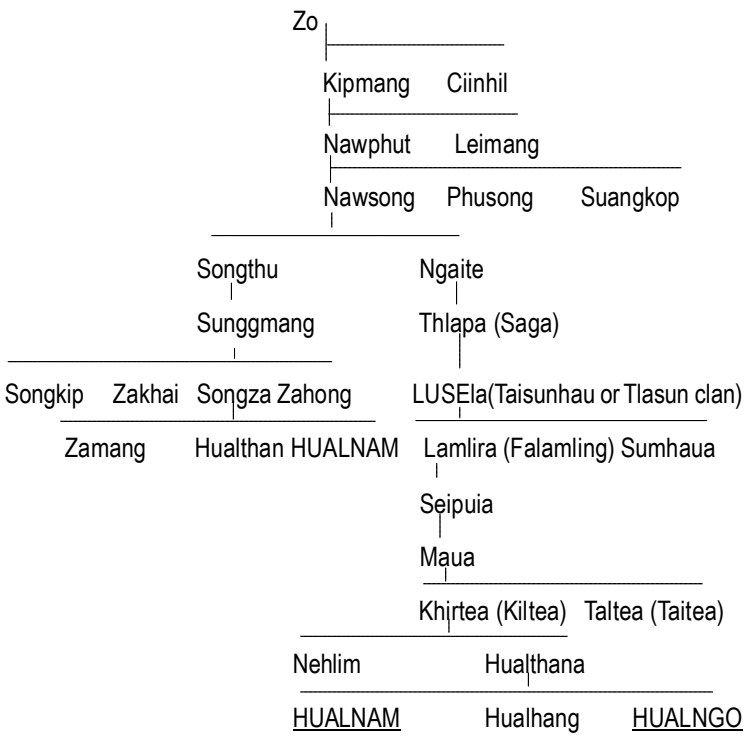 Zo
Kipmang Ciinhil
Nawphut Leimang
Nawsong Phusong Suangkop
Songthu Ngaite
Sunggmang Thlapa (Saga)
Songkip Zakhai Songza Zahong LUSEla(Taisunhau or Tlasun clan)
Zamang Hualthan HUALNAM Lamlira (Falamling) Sumhaua
Seipuia
Maua
Khirtea (Kiltea) Taltea (Taitea)
Nehlim Hualthana
HUALNAM Hualhang HUALNGO